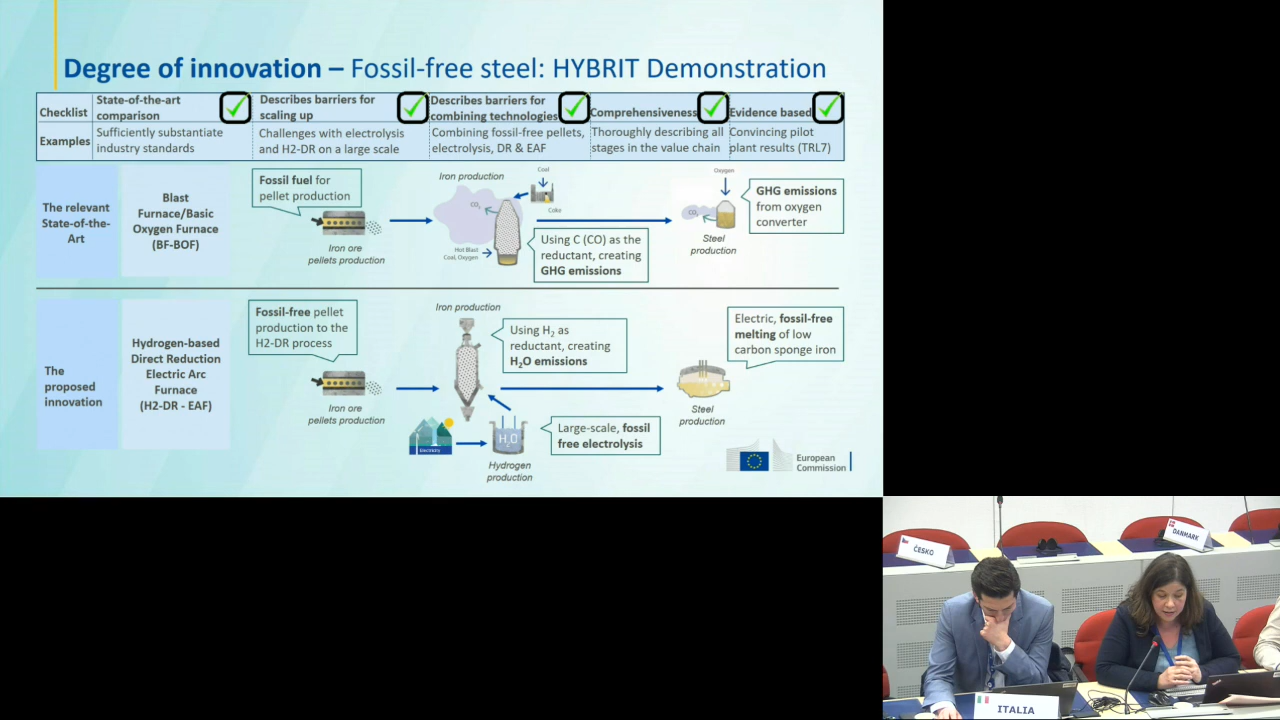 Degree of innovation – Fossil-free steel: HYBRIT Demonstration
Checklist
State-of-the-art
comparison
Describes barriers for
scaling up
Describes barriers for
combining technologies
Comprehensiveness
Evidence based
Examples
Sufficiently substantiate
industry standards
Challenges with electrolysis
and H2-DR on a large scale
Combining fossil-free pellets,
electrolysis, DR & EAF
Thoroughly describing all
stages in the value chain
Convincing pilot
plant results (TRL7)
The relevant
State-of-the-
Art
Blast
Furnace/Basic
Oxygen Furnace
(BF-BOF)
Fossil fuel for
pellet production
Iron ore
pellets production
Iron production
Coal
CO₂
Coke
Hot Blast
Coal, Oxygen
Using C (CO) as the
reductant, creating
GHG emissions
Oxygen
CO₂
Steel
production
GHG emissions
from oxygen
converter
The
proposed
innovation
Hydrogen-based
Direct Reduction
Electric Arc
Furnace
(H2-DR - EAF)
Fossil-free pellet
production to the
H2-DR process
Iron ore
pellets production
Iron production
Using H₂ as
reductant, creating
H₂O emissions
Electricity
H₂O
Hydrogen
production
Large-scale, fossil
free electrolysis
Steel
production
Electric, fossil-free
melting of low
carbon sponge iron
European
Commission
ČESKO
DANMARK
ITALIA